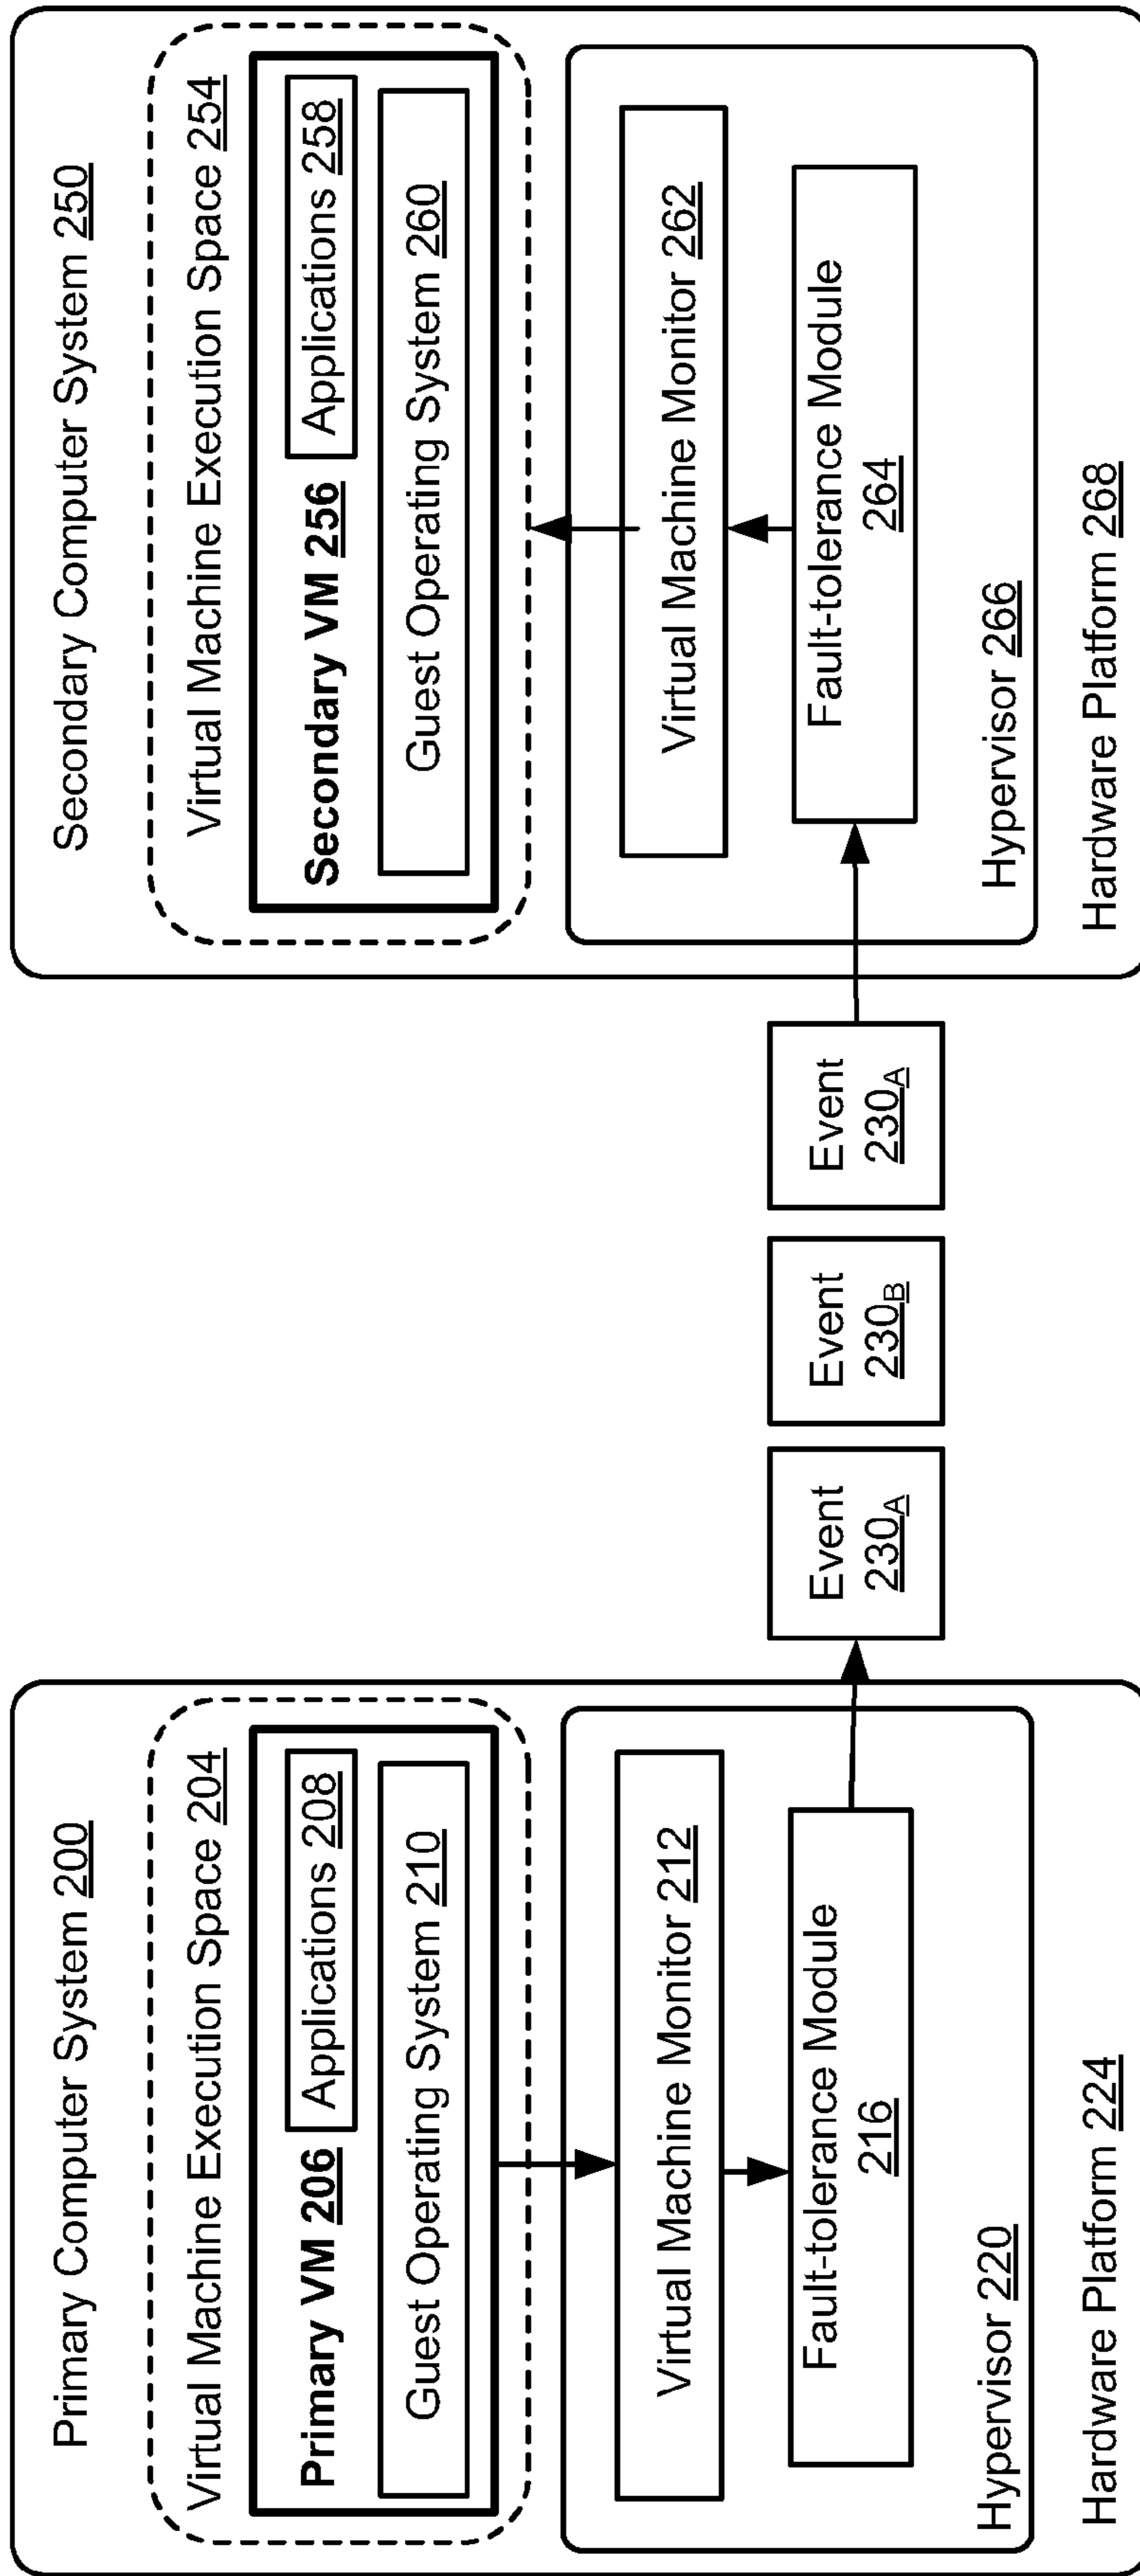 Primary Computer System 200
Virtual Machine Execution Space 204
Primary VM 206
Applications 208
Guest Operating System 210
Virtual Machine Monitor 212
Fault-tolerance Module
216
Hypervisor 220
Hardware Platform 224
Event
230A
Event
230B
Event
230A
Secondary Computer System 250
Virtual Machine Execution Space 254
Secondary VM 256
Applications 258
Guest Operating System 260
Virtual Machine Monitor 262
Fault-tolerance Module
264
Hypervisor 266
Hardware Platform 268